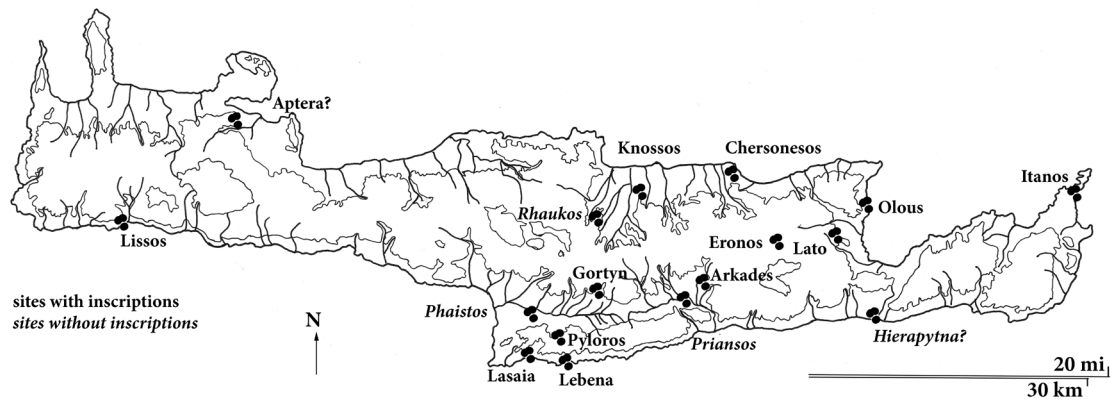 Aptera?
Knossos
Chersonesos
Itanos
Rhaukos
Olous
Lissos
Eronos
Lato
Gortyn
Arkades
sites with inscriptions
sites without inscriptions
N
Phaistos
Pyloros
Priansos
Hierapytna?
Lasaia
Lebena
20 mi
30 km